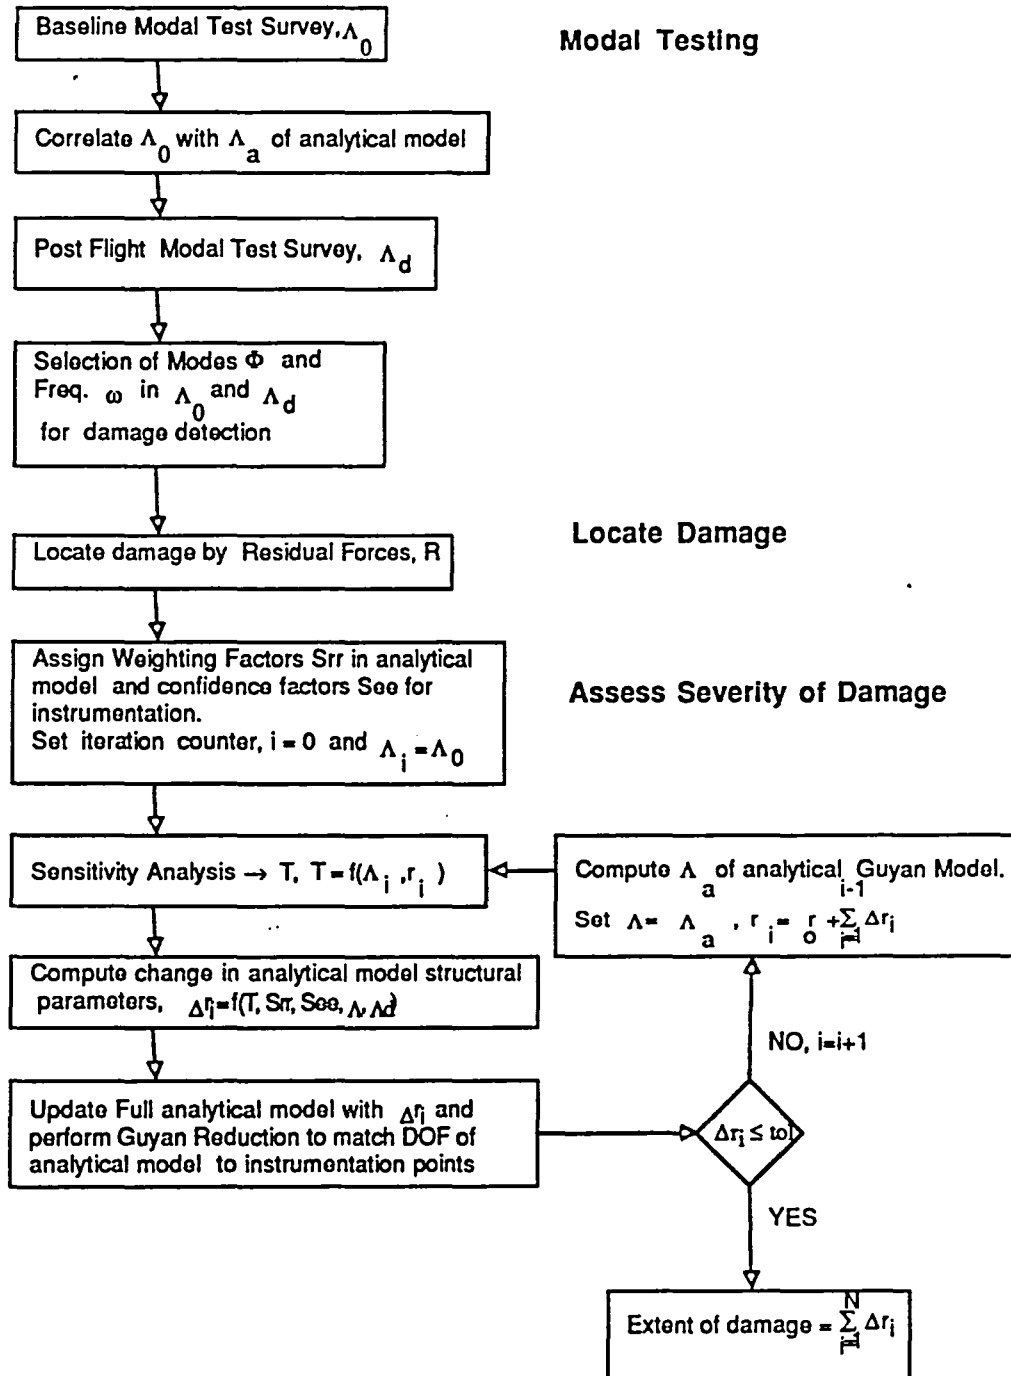 Baseline Modal Test Survey, Λ0
Modal Testing
Correlate Λ0 with Λa of analytical model
Post Flight Modal Test Survey, Λd
Selection of Modes Φ and
Freq. ω in Λ0 and Λd
for damage detection
Locate Damage
Locate damage by Residual Forces, R
Assess Severity of Damage
Assign Weighting Factors Srr in analytical
model and confidence factors See for
instrumentation.
Set iteration counter, i = 0 and Λi = Λ0
Sensitivity Analysis → T, T = f(Λi, ri)
Compute Λa of analytical Guyan Model.
Set Λ = Λa, ri = ro + Σ i=1 i-1 Δri
Compute change in analytical model structural
parameters, Δri=f(T, Srr, See, Λ, Λd)
NO, i=i+1
Update Full analytical model with Δri and
perform Guyan Reduction to match DOF of
analytical model to instrumentation points
Δri ≤ tol
YES
Extent of damage = Σ i=1 N Δri